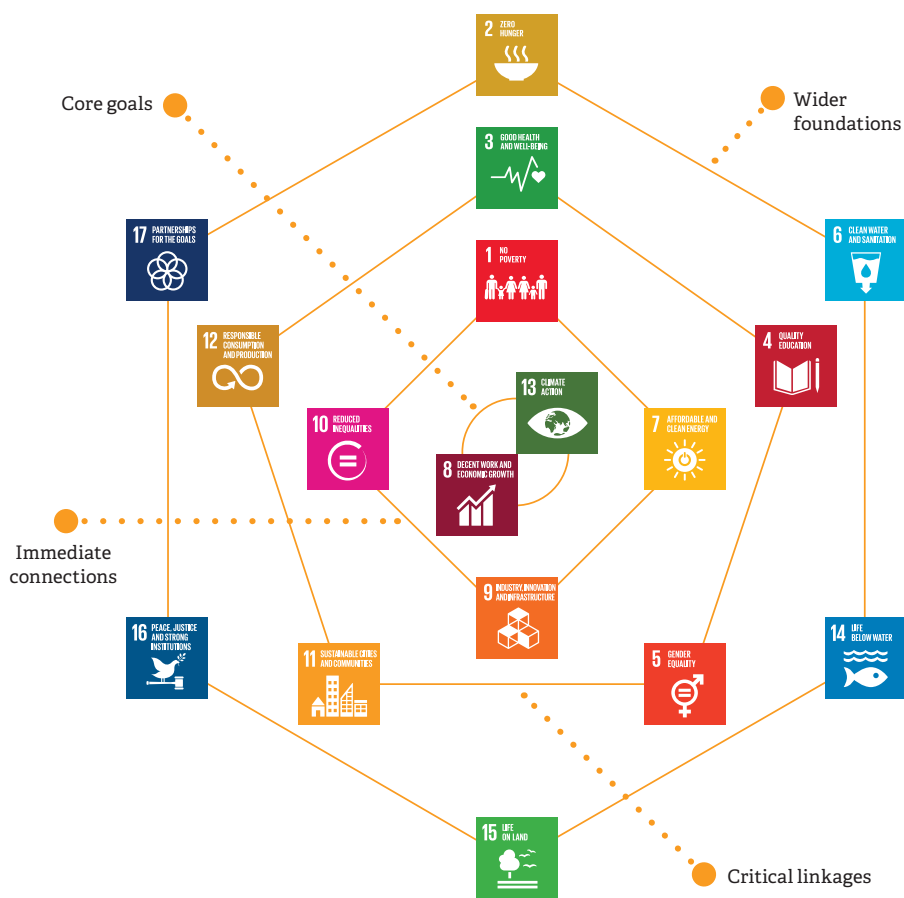 2 ZERO
HUNGER
Core goals
Wider
foundations
3 GOOD HEALTH
AND WELL-BEING
17 PARTNERSHIPS
FOR THE GOALS
6 CLEAN WATER
AND SANITATION
1 NO
POVERTY
12 RESPONSIBLE
CONSUMPTION
AND PRODUCTION
4 QUALITY
EDUCATION
13 CLIMATE
ACTION
10 REDUCED
INEQUALITIES
7 AFFORDABLE AND
CLEAN ENERGY
8 DECENT WORK AND
ECONOMIC GROWTH
Immediate
connections
9 INDUSTRY, INNOVATION
AND INFRASTRUCTURE
16 PEACE, JUSTICE
AND STRONG
INSTITUTIONS
11 SUSTAINABLE CITIES
AND COMMUNITIES
5 GENDER
EQUALITY
14 LIFE
BELOW WATER
15 LIFE
ON LAND
Critical linkages